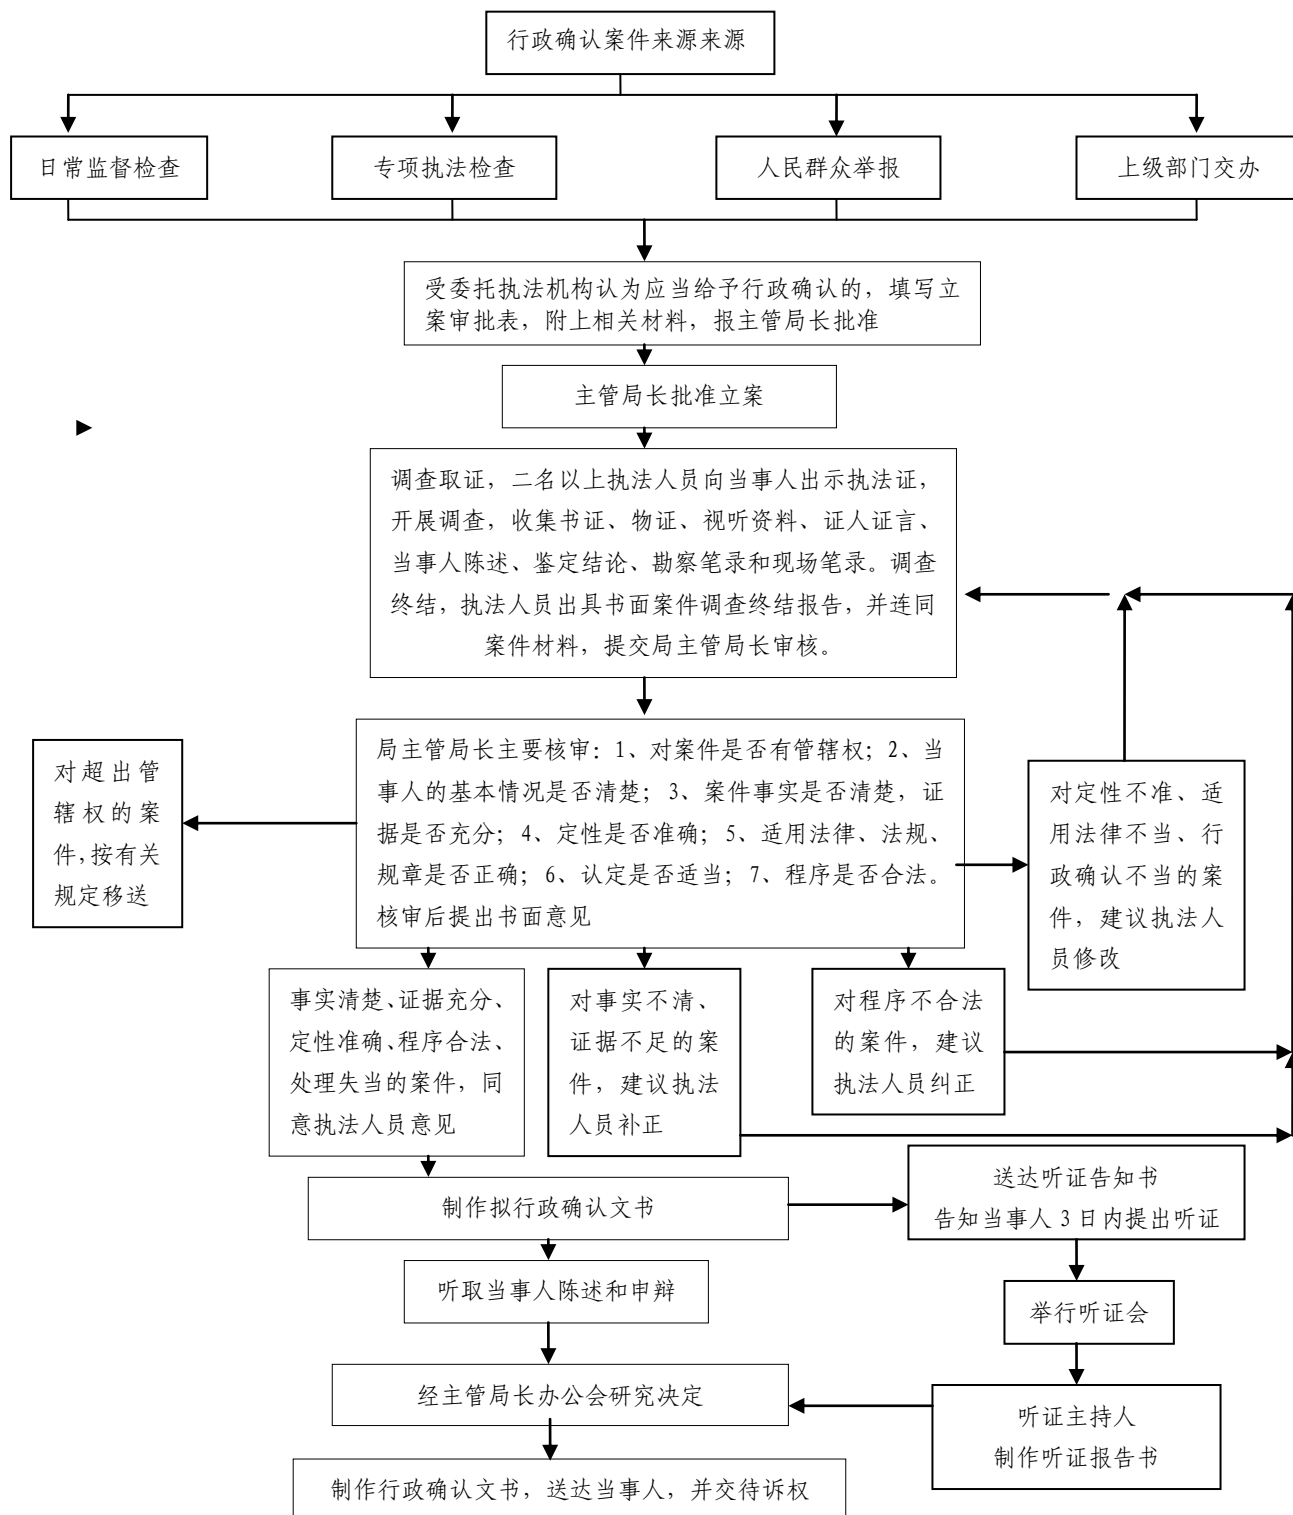 行政确认案件来源来源
日常监督检查
专项执法检查
人民群众举报
上级部门交办
受委托执法机构认为应当给予行政确认的，填写立
案审批表，附上相关材料，报主管局长批准
主管局长批准立案
调查取证，二名以上执法人员向当事人出示执法证，
开展调查，收集书证、物证、视听资料、证人证言、
当事人陈述、鉴定结论、勘察笔录和现场笔录。调查
终结，执法人员出具书面案件调查终结报告，并连同
案件材料，提交局主管局长审核。
对超出管
辖权的案
件，按有关
规定移送
局主管局长主要核审：1、对案件是否有管辖权；2、当
事人的基本情况是否清楚；3、案件事实是否清楚，证
据是否充分；4、定性是否准确；5、适用法律、法规、
规章是否正确；6、认定是否适当；7、程序是否合法。
核审后提出书面意见
对定性不准、适
用法律不当、行
政确认不当的案
件，建议执法人
员修改
事实清楚、证据充分、
定性准确、程序合法、
处理失当的案件，同
意执法人员意见
对事实不清、
证据不足的案
件，建议执法
人员补正
对程序不合法
的案件，建议
执法人员纠正
制作拟行政确认文书
送达听证告知书
告知当事人 3 日内提出听证
听取当事人陈述和申辩
举行听证会
经主管局长办公会研究决定
听证主持人
制作听证报告书
制作行政确认文书，送达当事人，并交待诉权